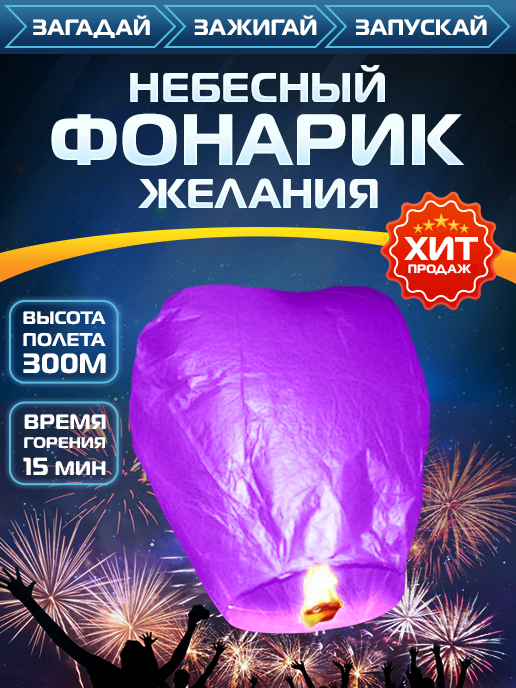 ЗАГАДАЙ ЗАЖИГАЙ ЗАПУСКАЙ
НЕБЕСНЫЙ
ФОНАРИК
ЖЕЛАНИЯ
ХИТ
ПРОДАЖ
ВЫСОТА
ПОЛЕТА
300М
ВРЕМЯ
ГОРЕНИЯ
15 МИН